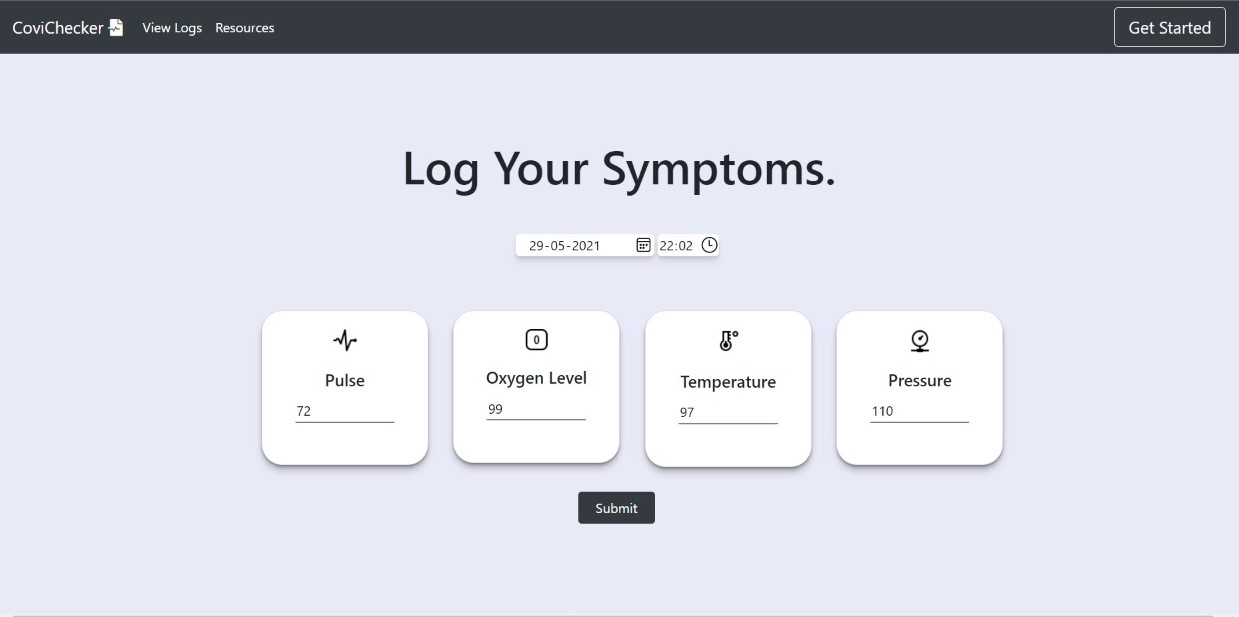 CoviChecker View Logs Resources Get Started
Log Your Symptoms.
29-05-2021 22:02
Pulse
72
0
Oxygen Level
99
Temperature
97
Pressure
110
Submit